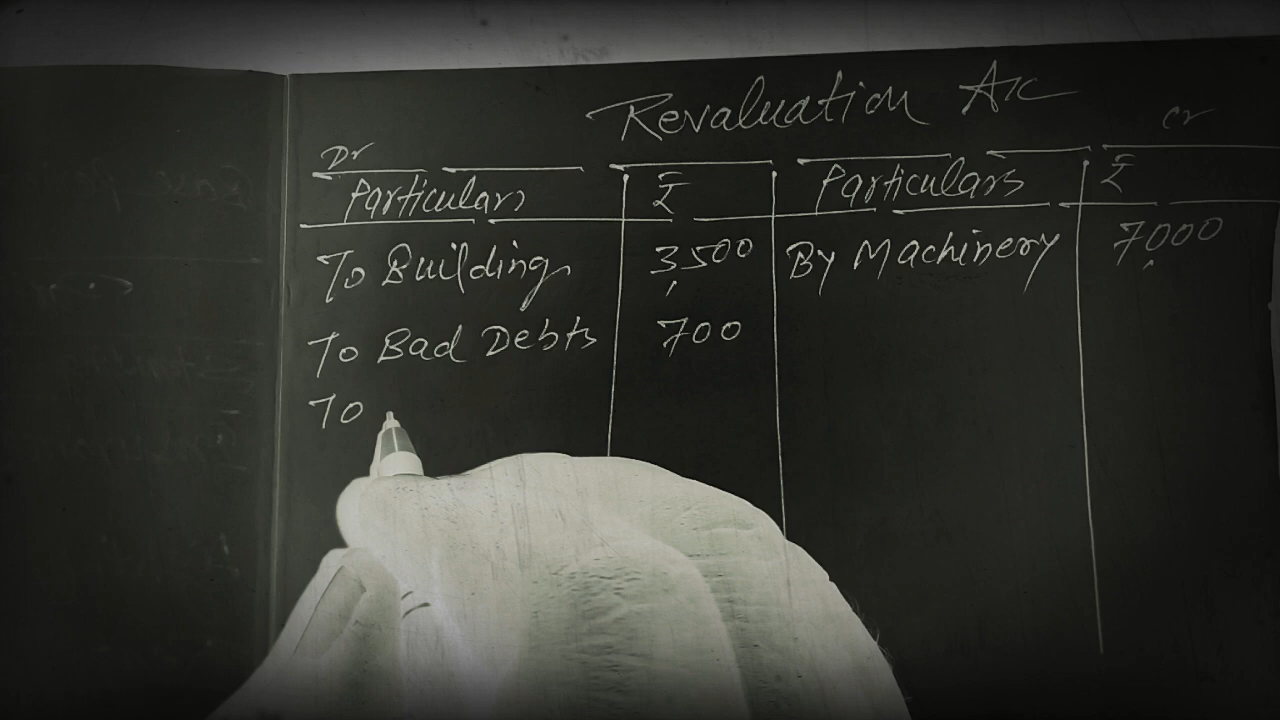 Revaluation A/c
Dr Cr
Particulars ₹ Particulars ₹
To Building 3,500 By Machinery 7,000
To Bad Debts 700
To